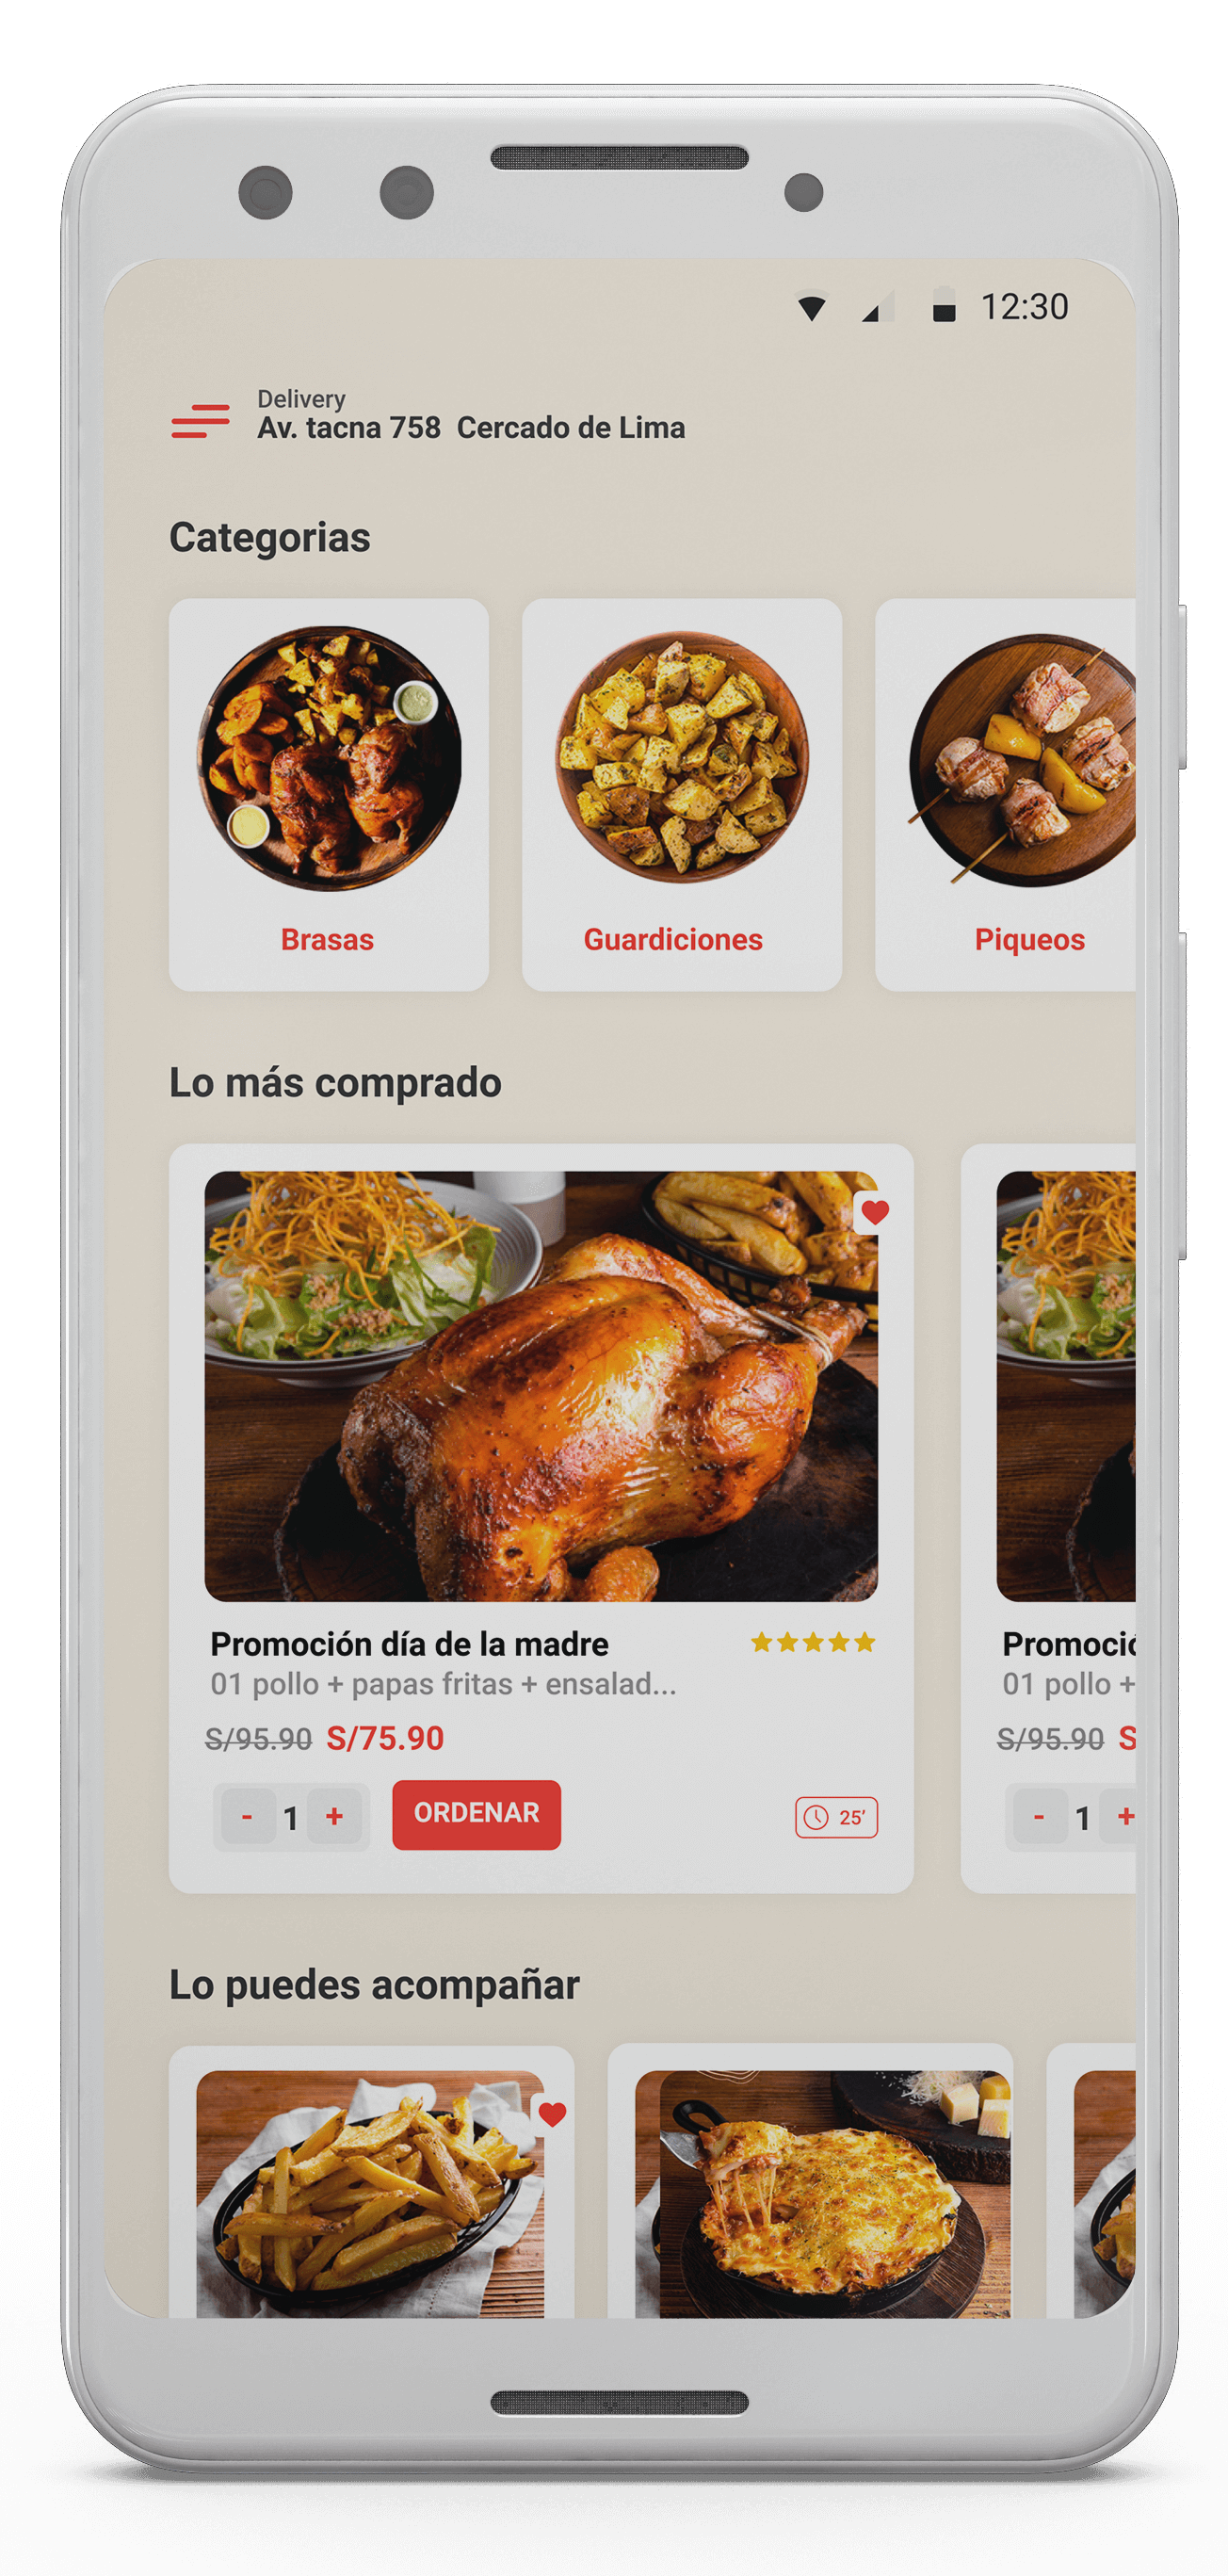 12:30
Delivery
Av. tacna 758 Cercado de Lima
Categorias
Brasas
Guardiciones
Piqueos
Lo más comprado
Promoción día de la madre
01 pollo + papas fritas + ensalad...
S/95.90 S/75.90
- 1 +
ORDENAR
25'
Promoció
01 pollo +
S/95.90 S
- 1 +
Lo puedes acompañar